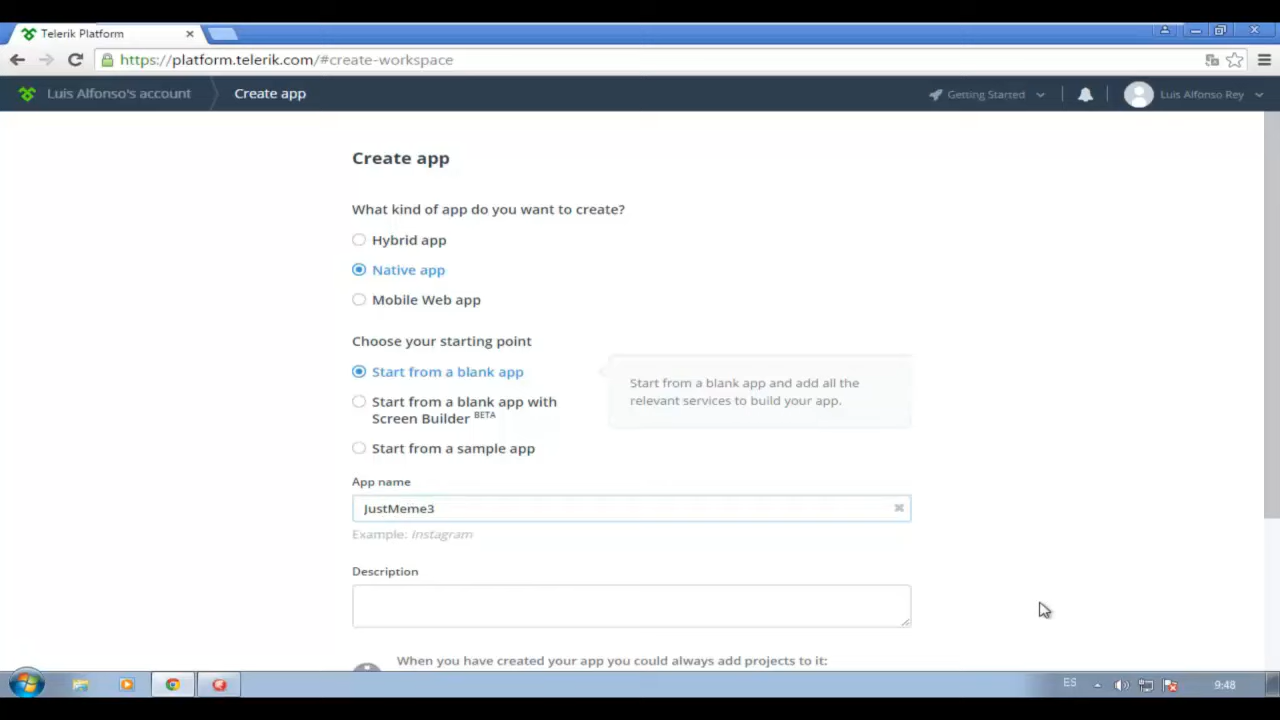 Telerik Platform
https://platform.telerik.com/#create-workspace
Luis Alfonso's account
Create app
Getting Started
Luis Alfonso Rey
Create app
What kind of app do you want to create?
Hybrid app
Native app
Mobile Web app
Choose your starting point
Start from a blank app
Start from a blank app and add all the
relevant services to build your app.
Start from a blank app with
Screen Builder BETA
Start from a sample app
App name
JustMeme3
Example: Instagram
Description
When you have created your app you could always add projects to it:
ES
9:48